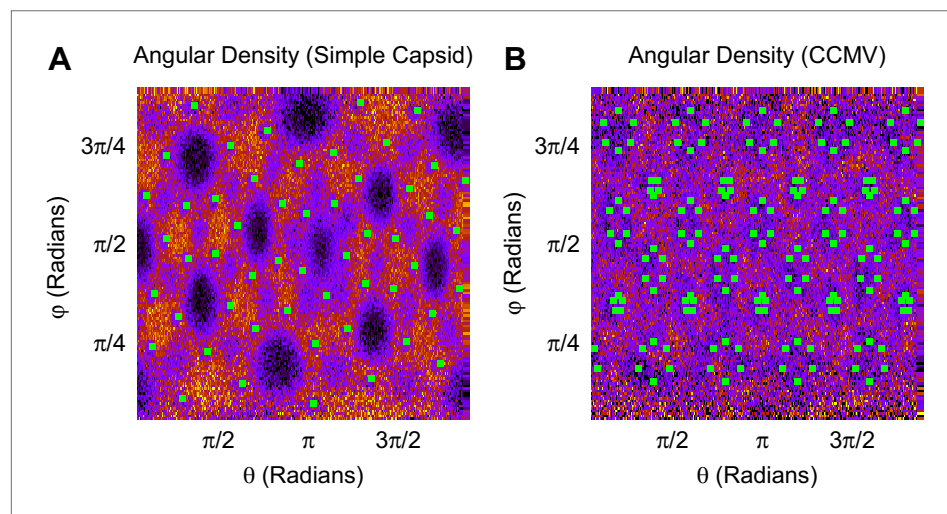 A
Angular Density (Simple Capsid)
3π/4
π/2
π/4
φ (Radians)
π/2 π 3π/2
θ (Radians)
B
Angular Density (CCMV)
3π/4
π/2
π/4
φ (Radians)
π/2 π 3π/2
θ (Radians)